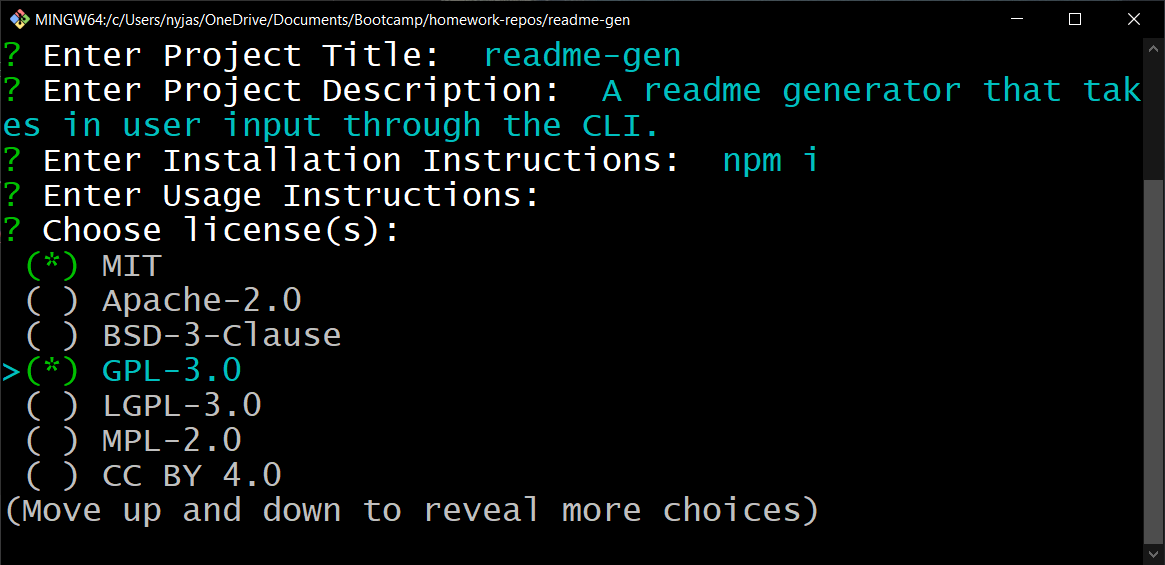 MINGW64:/c/Users/nyjas/OneDrive/Documents/Bootcamp/homework-repos/readme-gen
? Enter Project Title:  readme-gen
? Enter Project Description:  A readme generator that tak
es in user input through the CLI.
? Enter Installation Instructions:  npm i
? Enter Usage Instructions:
? Choose license(s):
(*) MIT
( ) Apache-2.0
( ) BSD-3-Clause
>(*) GPL-3.0
( ) LGPL-3.0
( ) MPL-2.0
( ) CC BY 4.0
(Move up and down to reveal more choices)